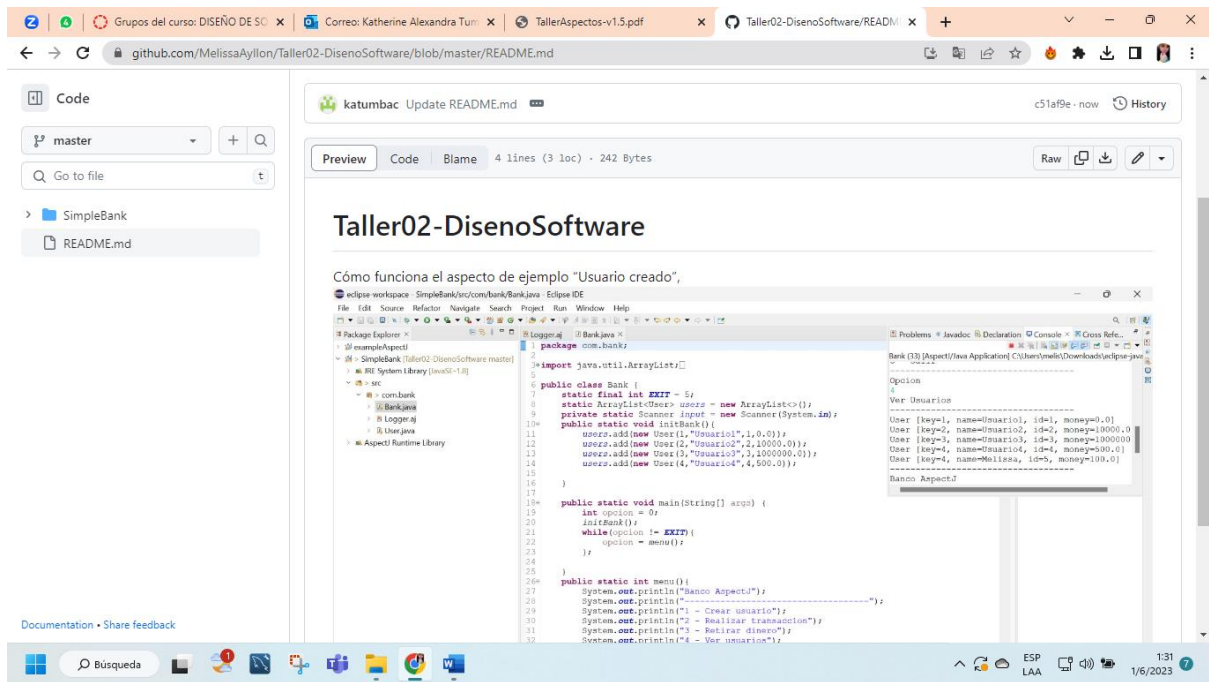 Grupos del curso: DISEÑO DE SO
Correo: Katherine Alexandra Tum
TallerAspectos-v1.5.pdf
Taller02-DisenoSoftware/READM
github.com/MelissaAyllon/Taller02-DisenoSoftware/blob/master/README.md
Code
master
Go to file
t
SimpleBank
README.md
Documentation • Share feedback
katumbac Update README.md
c51af9e · now
History
Preview
Code
Blame
4 lines (3 loc) · 242 Bytes
Raw
Taller02-DisenoSoftware
Cómo funciona el aspecto de ejemplo "Usuario creado",
eclipse-workspace - SimpleBank/src/com/bank/Bank.java - Eclipse IDE
File Edit Source Refactor Navigate Search Project Run Window Help
Package Explorer
exampleAspectJ
SimpleBank [Taller02-DisenoSoftware master]
JRE System Library [JavaSE-1.8]
src
com.bank
Bank.java
Logger.aj
User.java
AspectJ Runtime Library
Logger.aj
Bank.java
1 package com.bank;
2
3 import java.util.ArrayList;
5
6 public class Bank {
7 static final int EXIT = 5;
8 static ArrayList<User> users = new ArrayList<>();
9 private static Scanner input = new Scanner(System.in);
10 public static void initBank(){
11 users.add(new User(1,"Usuario1",1,0.0));
12 users.add(new User(2,"Usuario2",2,10000.0));
13 users.add(new User(3,"Usuario3",3,1000000.0));
14 users.add(new User(4,"Usuario4",4,500.0));
15
16 }
17
18 public static void main(String[] args) {
19 int opcion = 0;
20 initBank();
21 while(opcion != EXIT){
22 opcion = menu();
23 };
24
25 }
26 public static int menu(){
27 System.out.println("Banco AspectJ");
28 System.out.println("------------------------------------");
29 System.out.println("1 - Crear usuario");
30 System.out.println("2 - Realizar transaccion");
31 System.out.println("3 - Retirar dinero");
32 System.out.println("4 - Ver usuarios");
Problems Javadoc Declaration Console Cross Refe...
Bank (33) [AspectJ/Java Application] C:\Users\melin\Downloads\eclipse-java
Opcion
4
Ver Usuarios
------------------------------------
User [key=1, name=Usuario1, id=1, money=0.0]
User [key=2, name=Usuario2, id=2, money=10000.0
User [key=3, name=Usuario3, id=3, money=1000000
User [key=4, name=Usuario4, id=4, money=500.0]
User [key=4, name=Melissa, id=5, money=100.0]
------------------------------------
Banco AspectJ
Búsqueda
ESP
LAA
1:31
1/6/2023
7